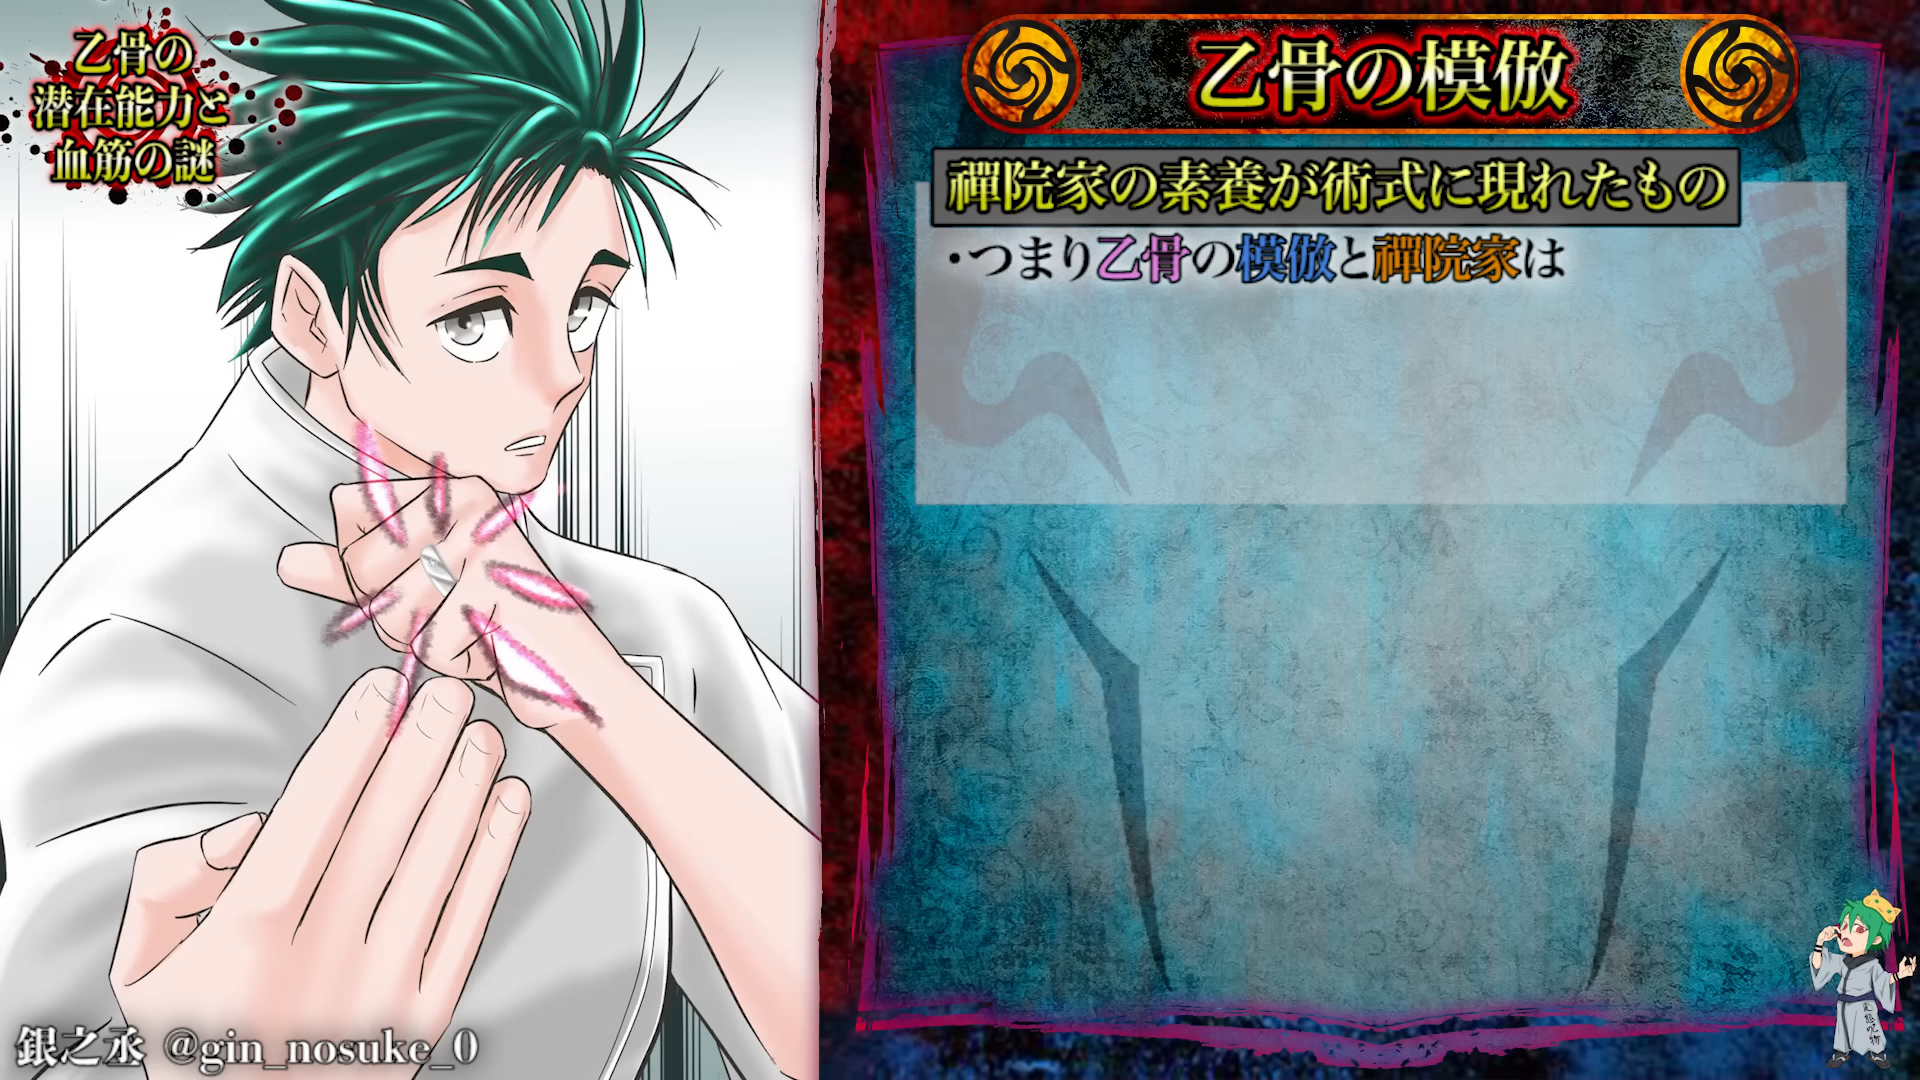 乙骨の
潜在能力と
血筋の謎
乙骨の模倣
禪院家の素養が術式に現れたもの
・つまり乙骨の模倣と禪院家は
銀之丞 @gin_nosuke_0